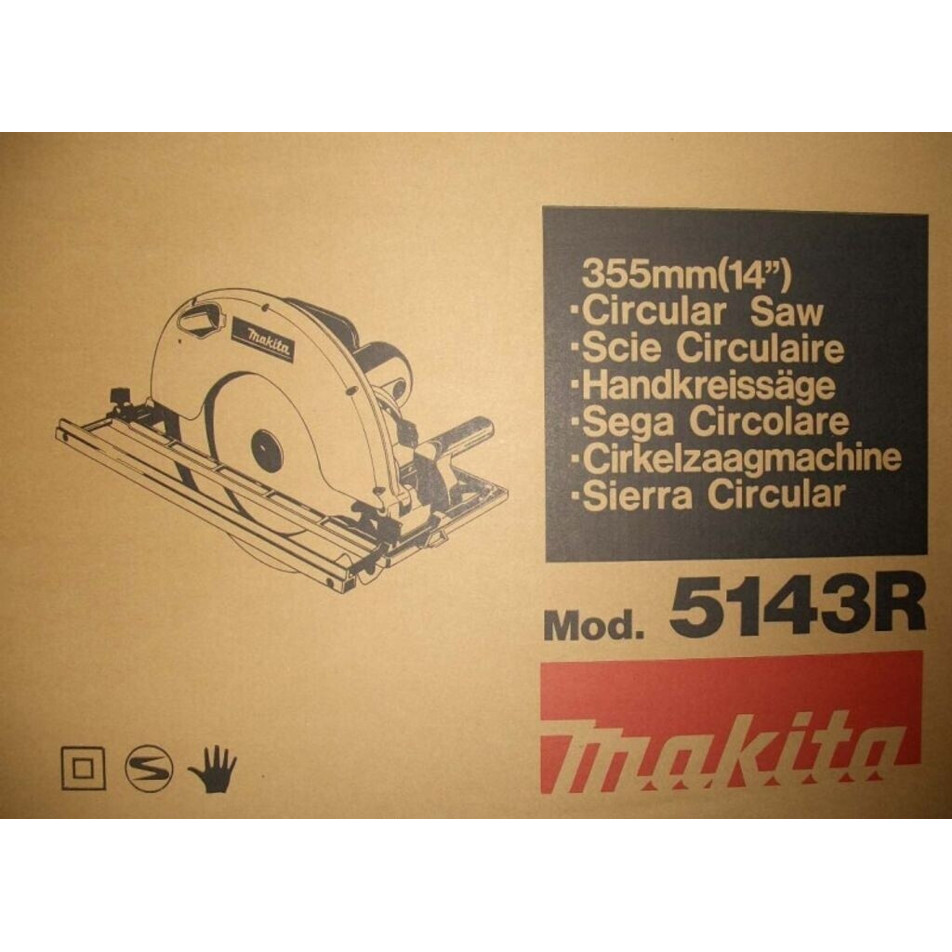 makita
355mm(14”)
·Circular Saw
·Scie Circulaire
·Handkreissäge
·Sega Circolare
·Cirkelzaagmachine
·Sierra Circular
Mod. 5143R
makita